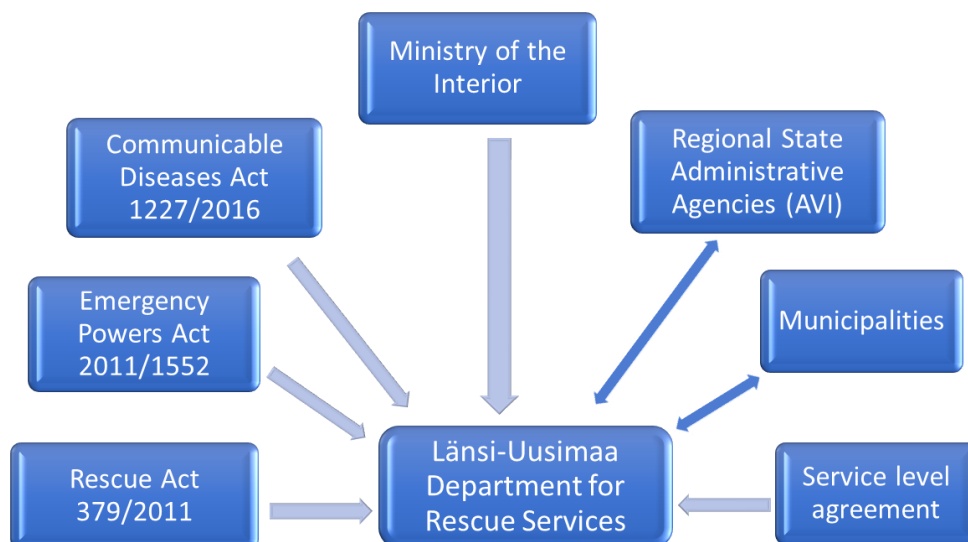 Ministry of the
Interior
Communicable
Diseases Act
1227/2016
Regional State
Administrative
Agencies (AVI)
Emergency
Powers Act
2011/1552
Municipalities
Rescue Act
379/2011
Länsi-Uusimaa
Department for
Rescue Services
Service level
agreement